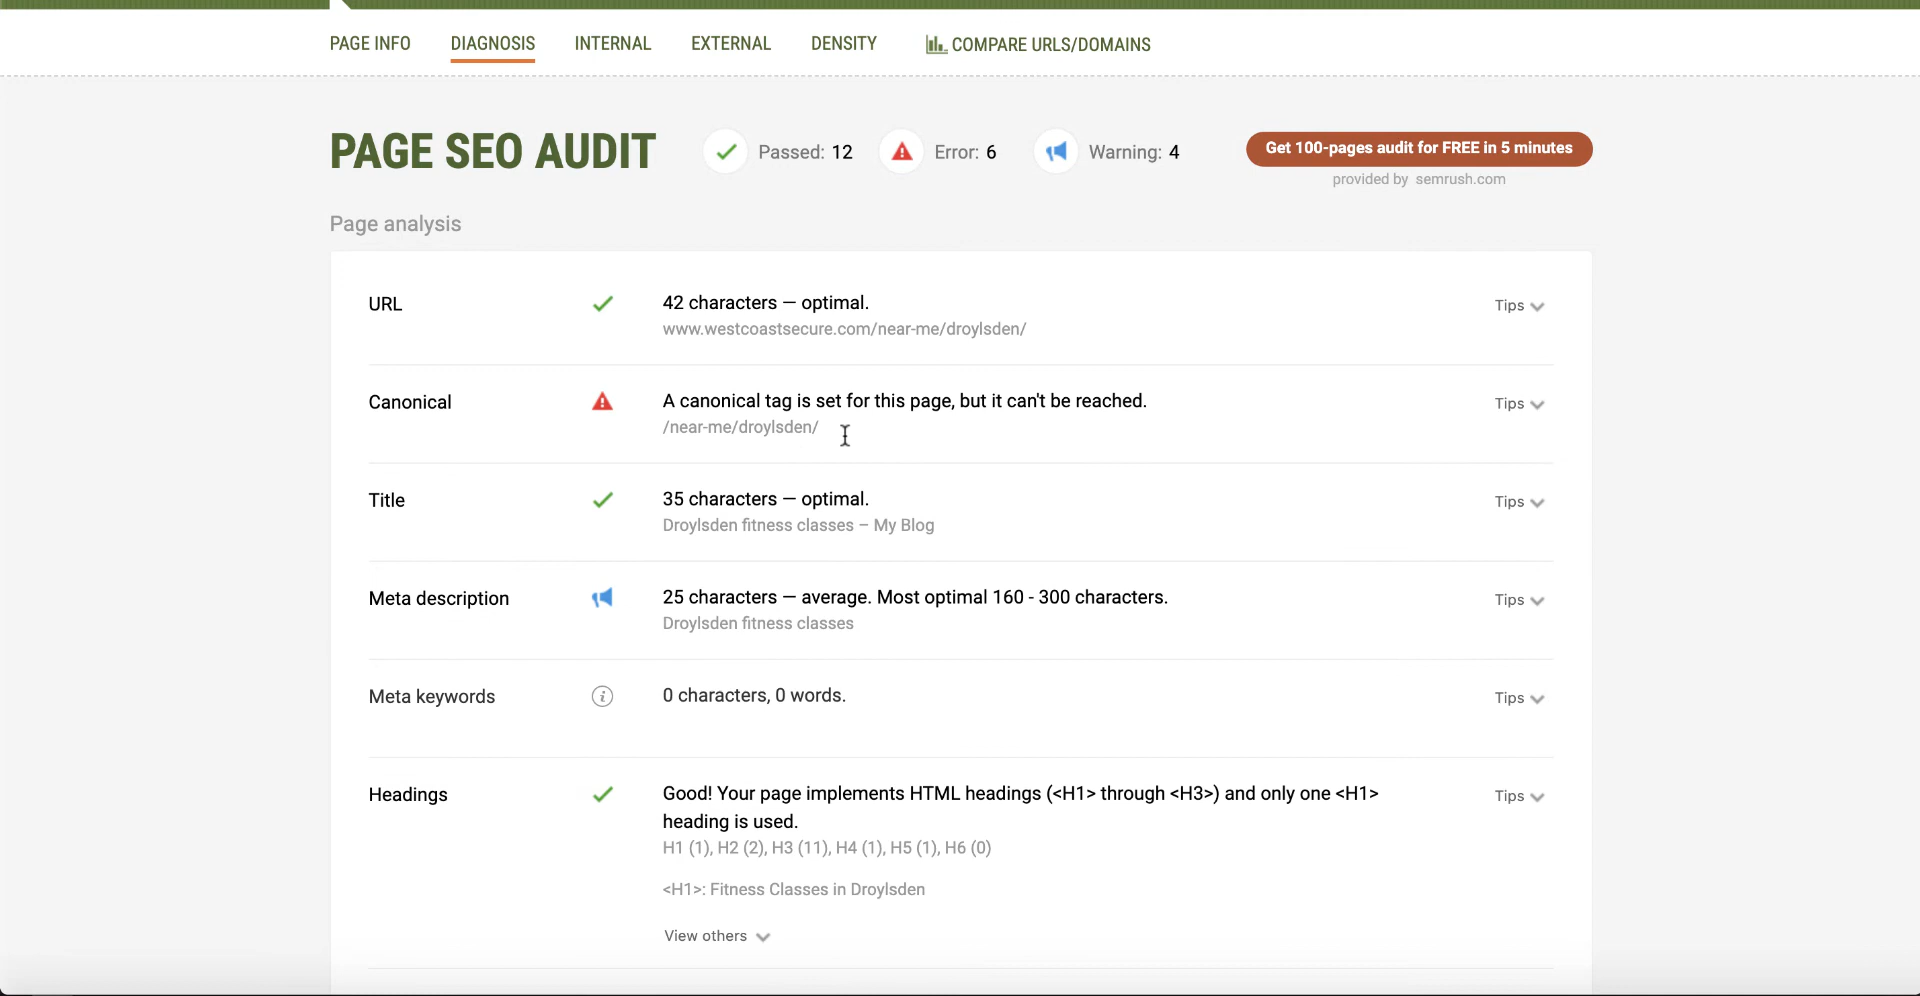 PAGE INFO DIAGNOSIS INTERNAL EXTERNAL DENSITY COMPARE URLS/DOMAINS
PAGE SEO AUDIT Passed: 12 Error: 6 Warning: 4 Get 100-pages audit for FREE in 5 minutes
provided by semrush.com
Page analysis
URL 42 characters — optimal. Tips
www.westcoastsecure.com/near-me/droylsden/
Canonical A canonical tag is set for this page, but it can't be reached. Tips
/near-me/droylsden/
Title 35 characters — optimal. Tips
Droylsden fitness classes – My Blog
Meta description 25 characters — average. Most optimal 160 - 300 characters. Tips
Droylsden fitness classes
Meta keywords 0 characters, 0 words. Tips
Headings Good! Your page implements HTML headings (<H1> through <H3>) and only one <H1> Tips
heading is used.
H1 (1), H2 (2), H3 (11), H4 (1), H5 (1), H6 (0)
<H1>: Fitness Classes in Droylsden
View others